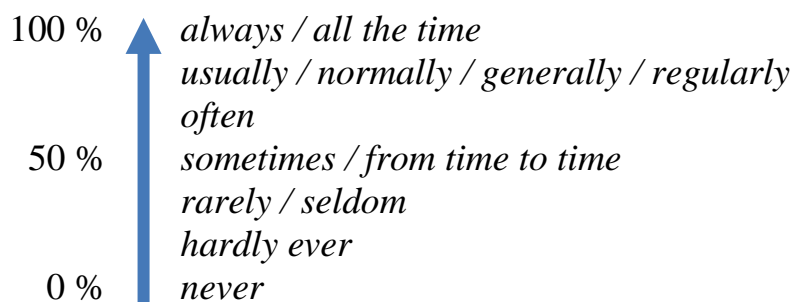 100 % always / all the time
usually / normally / generally / regularly
often
50 % sometimes / from time to time
rarely / seldom
hardly ever
0 % never